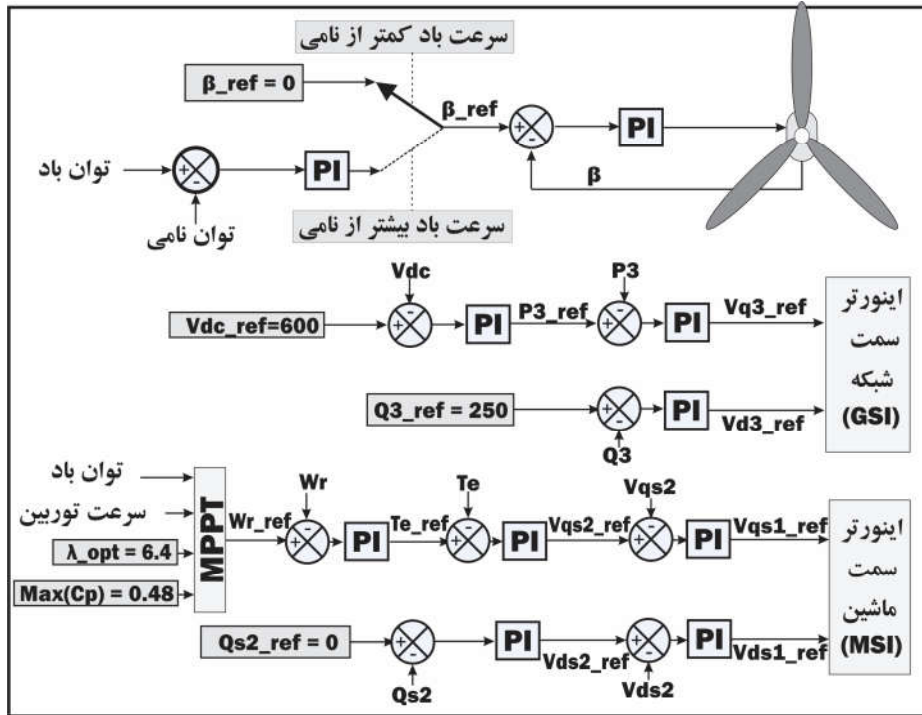 سرعت باد کمتر از نامی
β_ref = 0
β_ref
PI
توان باد
PI
β
توان نامی
سرعت باد بیشتر از نامی
Vdc
P3
Vdc_ref=600
PI
P3_ref
PI
Vq3_ref
Q3_ref = 250
PI
Vd3_ref
Q3
اینورتر
سمت
شبکه
(GSI)
توان باد
سرعت توربین
λ_opt = 6.4
Max(Cp) = 0.48
MPPT
Wr
Te
Vqs2
Wr_ref
PI
Te_ref
PI
Vqs2_ref
PI
Vqs1_ref
Qs2_ref = 0
PI
Vds2_ref
PI
Vds1_ref
Qs2
Vds2
اینورتر
سمت
ماشین
(MSI)